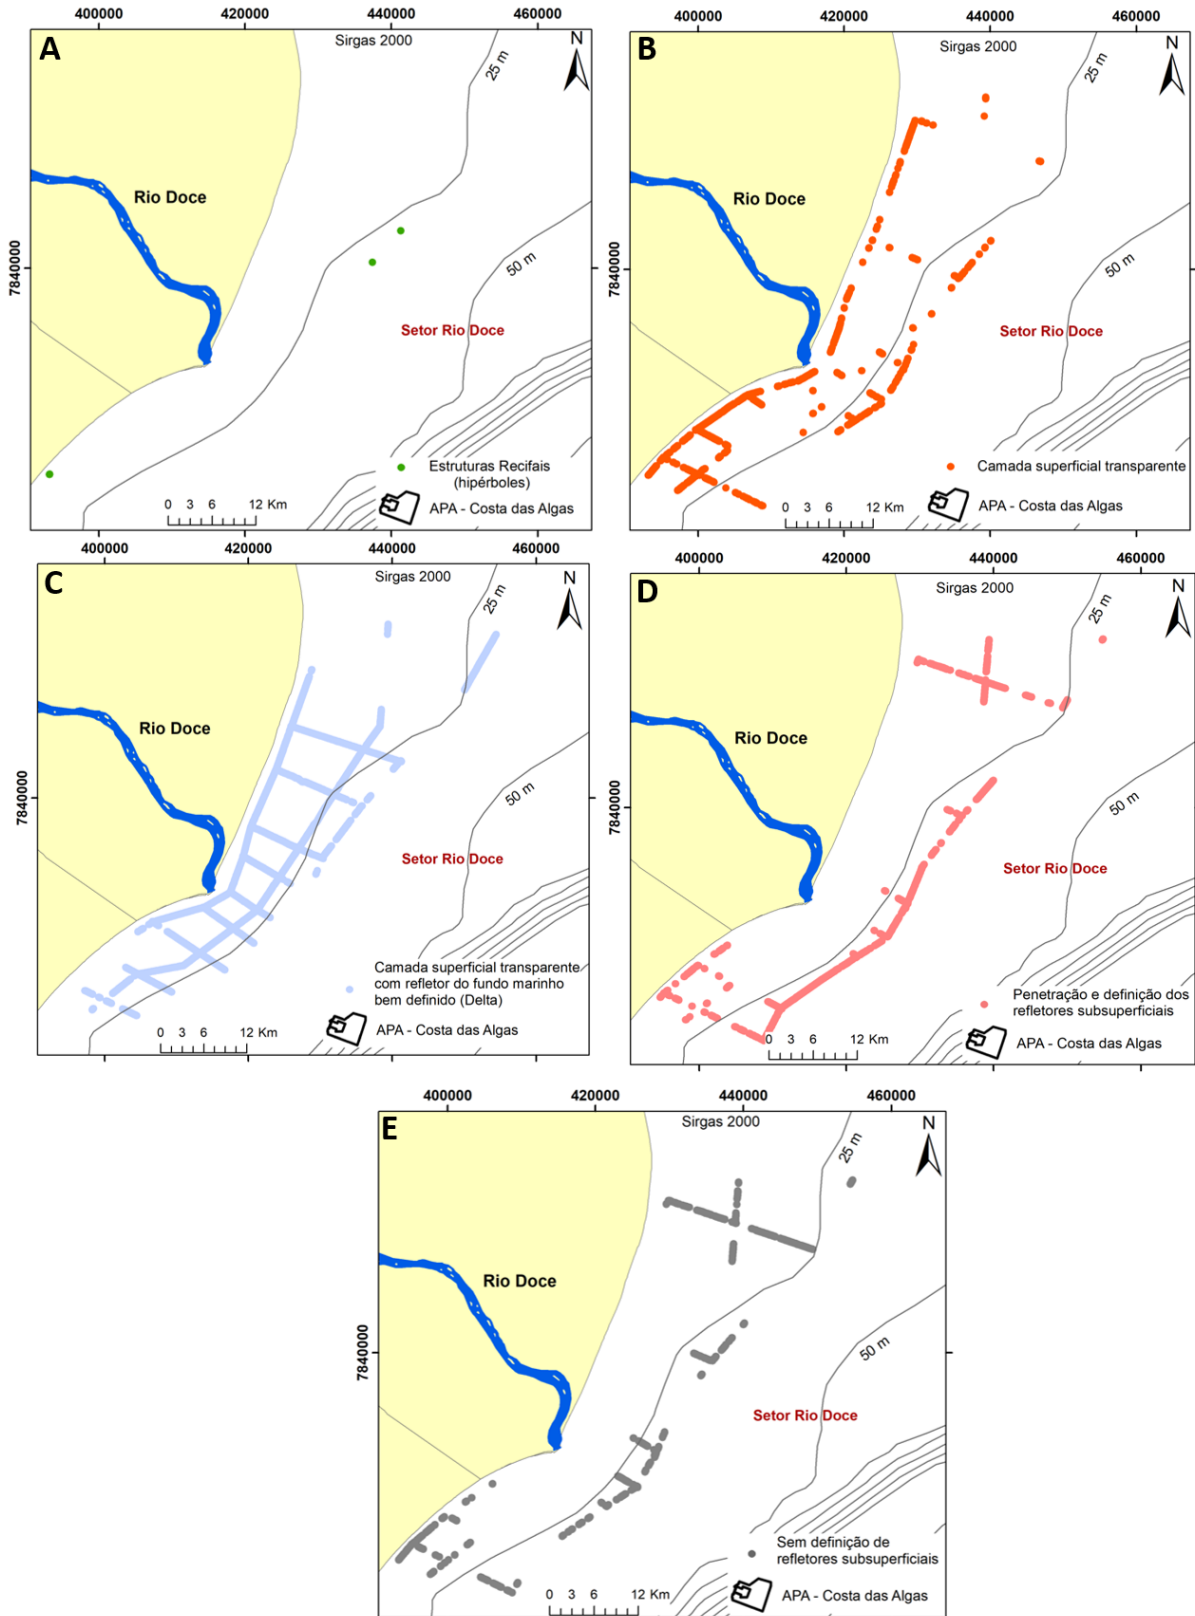 400000 420000 440000 460000
A
Sirgas 2000
N
25 m
Rio Doce
7840000
50 m
Setor Rio Doce
Estruturas Recifais
(hipérboles)
0 3 6 12 Km
APA - Costa das Algas
400000 420000 440000 460000
B
Sirgas 2000
N
25 m
Rio Doce
7840000
50 m
Setor Rio Doce
Camada superficial transparente
0 3 6 12 Km
APA - Costa das Algas
400000 420000 440000 460000
C
Sirgas 2000
N
25 m
Rio Doce
7840000
50 m
Setor Rio Doce
Camada superficial transparente
com refletor do fundo marinho
bem definido (Delta)
0 3 6 12 Km
APA - Costa das Algas
400000 420000 440000 460000
D
Sirgas 2000
N
25 m
Rio Doce
7840000
50 m
Setor Rio Doce
Penetração e definição dos
refletores subsuperficiais
0 3 6 12 Km
APA - Costa das Algas
400000 420000 440000 460000
E
Sirgas 2000
N
25 m
Rio Doce
7840000
50 m
Setor Rio Doce
Sem definição de
refletores subsuperficiais
0 3 6 12 Km
APA - Costa das Algas